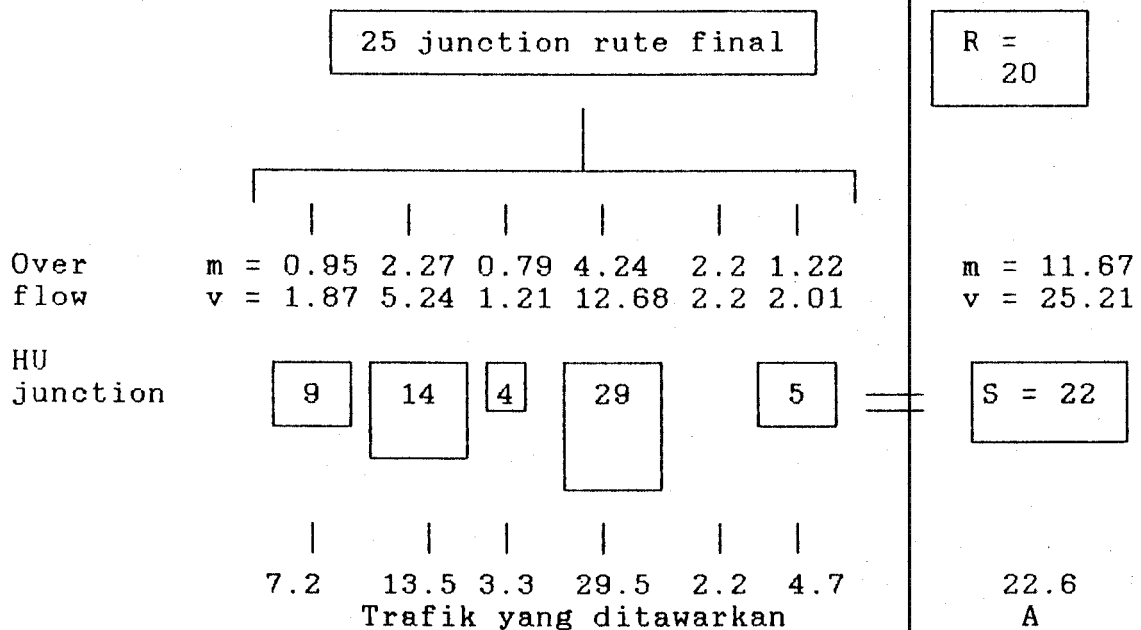 25 junction rute final
R =
20
Over m = 0.95 2.27 0.79 4.24 2.2 1.22 m = 11.67
flow v = 1.87 5.24 1.21 12.68 2.2 2.01 v = 25.21
HU
junction 9 14 4 29 5 S = 22
7.2 13.5 3.3 29.5 2.2 4.7 22.6
Trafik yang ditawarkan A